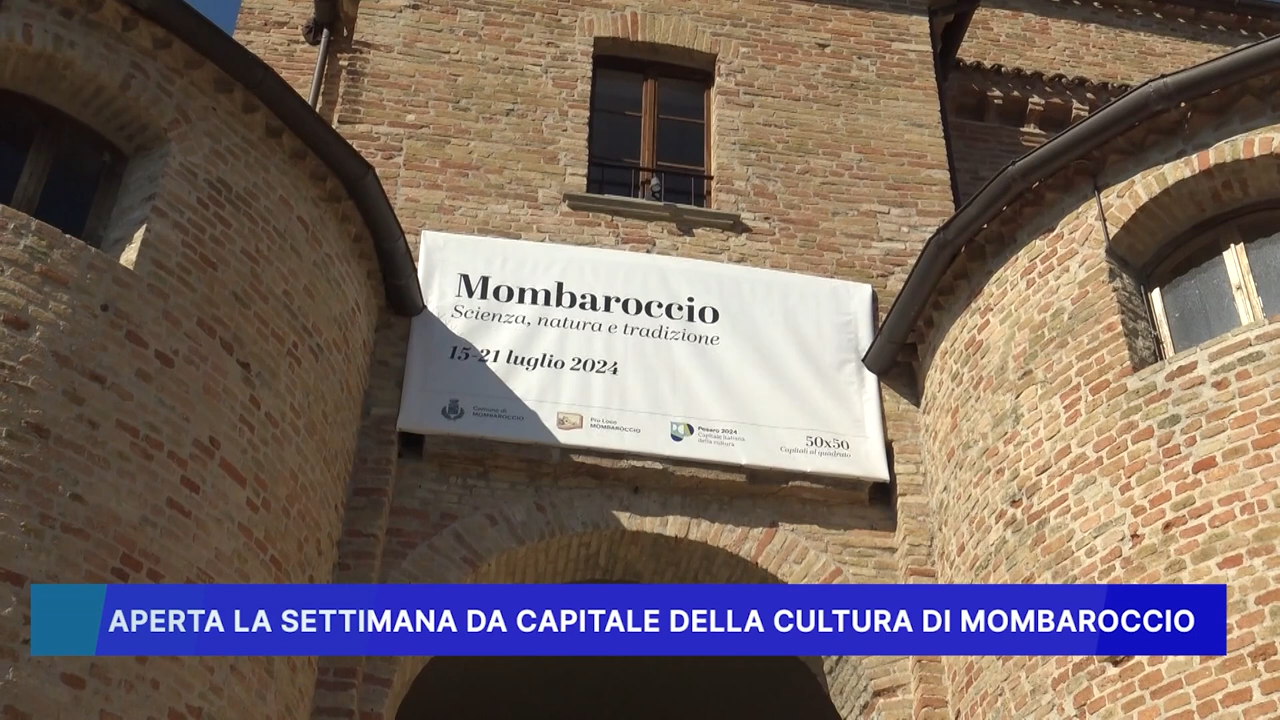 Mombaroccio
Scienza, natura e tradizione
15-21 luglio 2024
Comune di
MOMBAROCCIO
Pro Loco
MOMBAROCCIO
Pesaro 2024
Capitale italiana
della cultura
50x50
Capitali al quadrato
APERTA LA SETTIMANA DA CAPITALE DELLA CULTURA DI MOMBAROCCIO